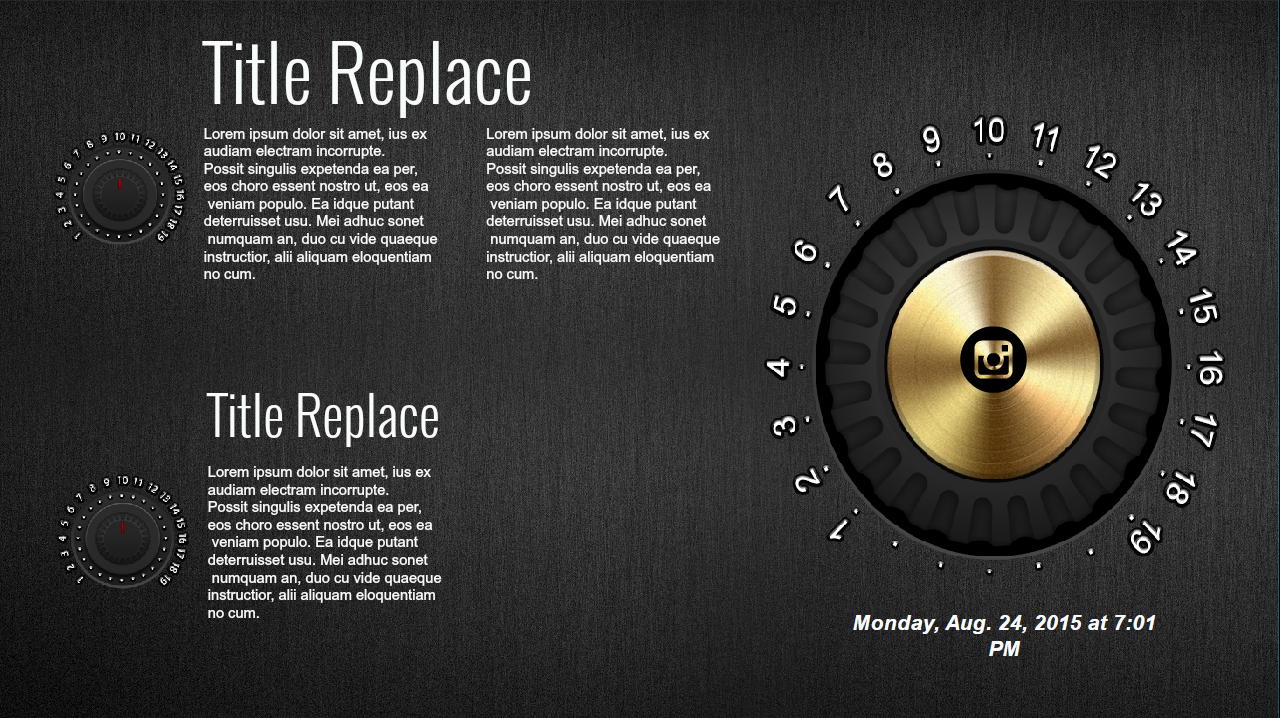 Title Replace
Lorem ipsum dolor sit amet, ius ex
audiam electram incorrupte.
Possit singulis expetenda ea per,
eos choro essent nostro ut, eos ea
veniam populo. Ea idque putant
deterruisset usu. Mei adhuc sonet
numquam an, duo cu vide quaeque
instructior, alii aliquam eloquentiam
no cum.
Lorem ipsum dolor sit amet, ius ex
audiam electram incorrupte.
Possit singulis expetenda ea per,
eos choro essent nostro ut, eos ea
veniam populo. Ea idque putant
deterruisset usu. Mei adhuc sonet
numquam an, duo cu vide quaeque
instructior, alii aliquam eloquentiam
no cum.
1 2 3 4 5 6 7 8 9 10 11 12 13 14 15 16 17 18 19
Title Replace
Lorem ipsum dolor sit amet, ius ex
audiam electram incorrupte.
Possit singulis expetenda ea per,
eos choro essent nostro ut, eos ea
veniam populo. Ea idque putant
deterruisset usu. Mei adhuc sonet
numquam an, duo cu vide quaeque
instructior, alii aliquam eloquentiam
no cum.
1 2 3 4 5 6 7 8 9 10 11 12 13 14 15 16 17 18 19
1 2 3 4 5 6 7 8 9 10 11 12 13 14 15 16 17 18 19
Monday, Aug. 24, 2015 at 7:01
PM